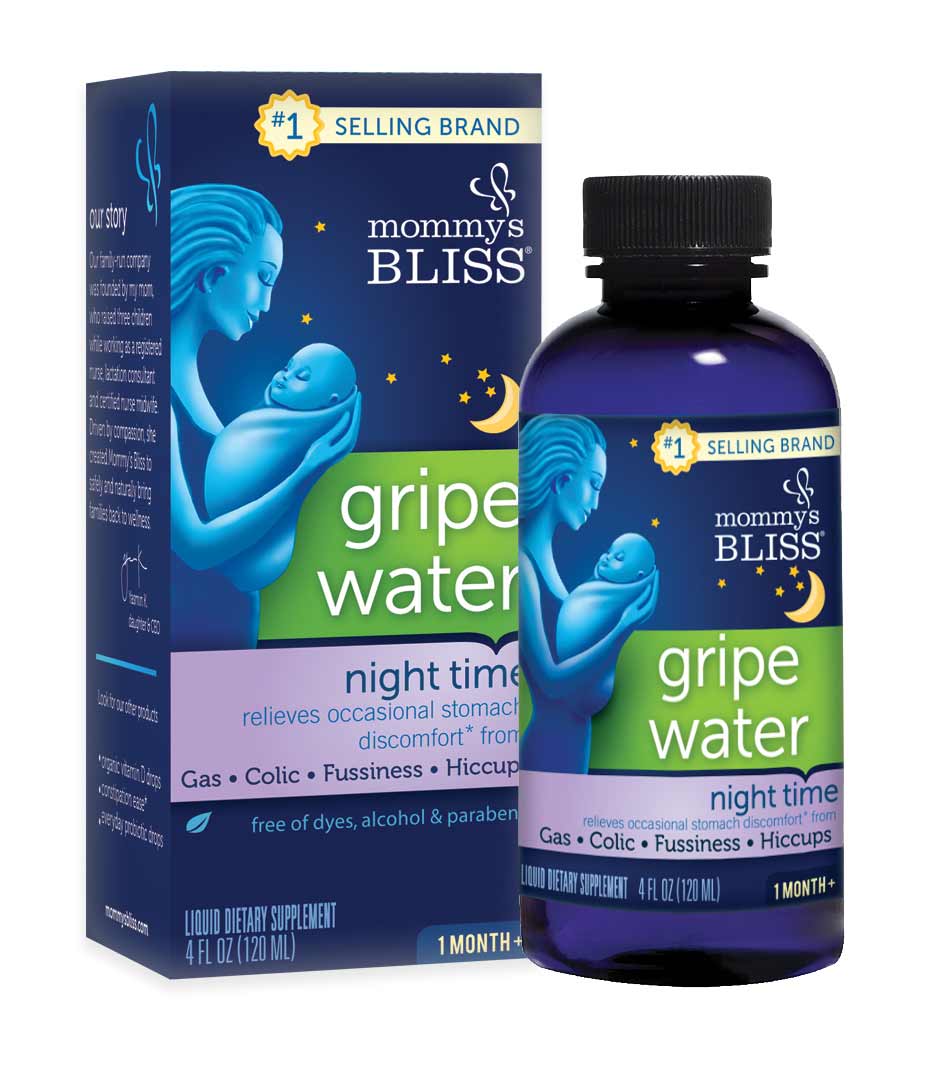 our story
Our family-run company
was founded by my mom,
who raised three children
while working as a registered
nurse, lactation consultant
and certified nurse midwife.
Driven by compassion, she
created Mommy's Bliss to
safely and naturally bring
families back to wellness.
Yasmin K.
daughter & CEO
Look for our other products
•organic vitamin D drops
•constipation ease*
•everyday probiotic drops
mommysbliss.com
#1 SELLING BRAND
mommy's
BLISS®
gripe
water
night time
relieves occasional stomach
discomfort* from
Gas • Colic • Fussiness • Hiccup
free of dyes, alcohol & paraben
LIQUID DIETARY SUPPLEMENT
4 FL OZ (120 ML)
1 MONTH+
#1 SELLING BRAND
mommy's
BLISS®
gripe
water
night time
relieves occasional stomach discomfort* from
Gas • Colic • Fussiness • Hiccups
LIQUID DIETARY SUPPLEMENT 4 FL OZ (120 ML)
1 MONTH+